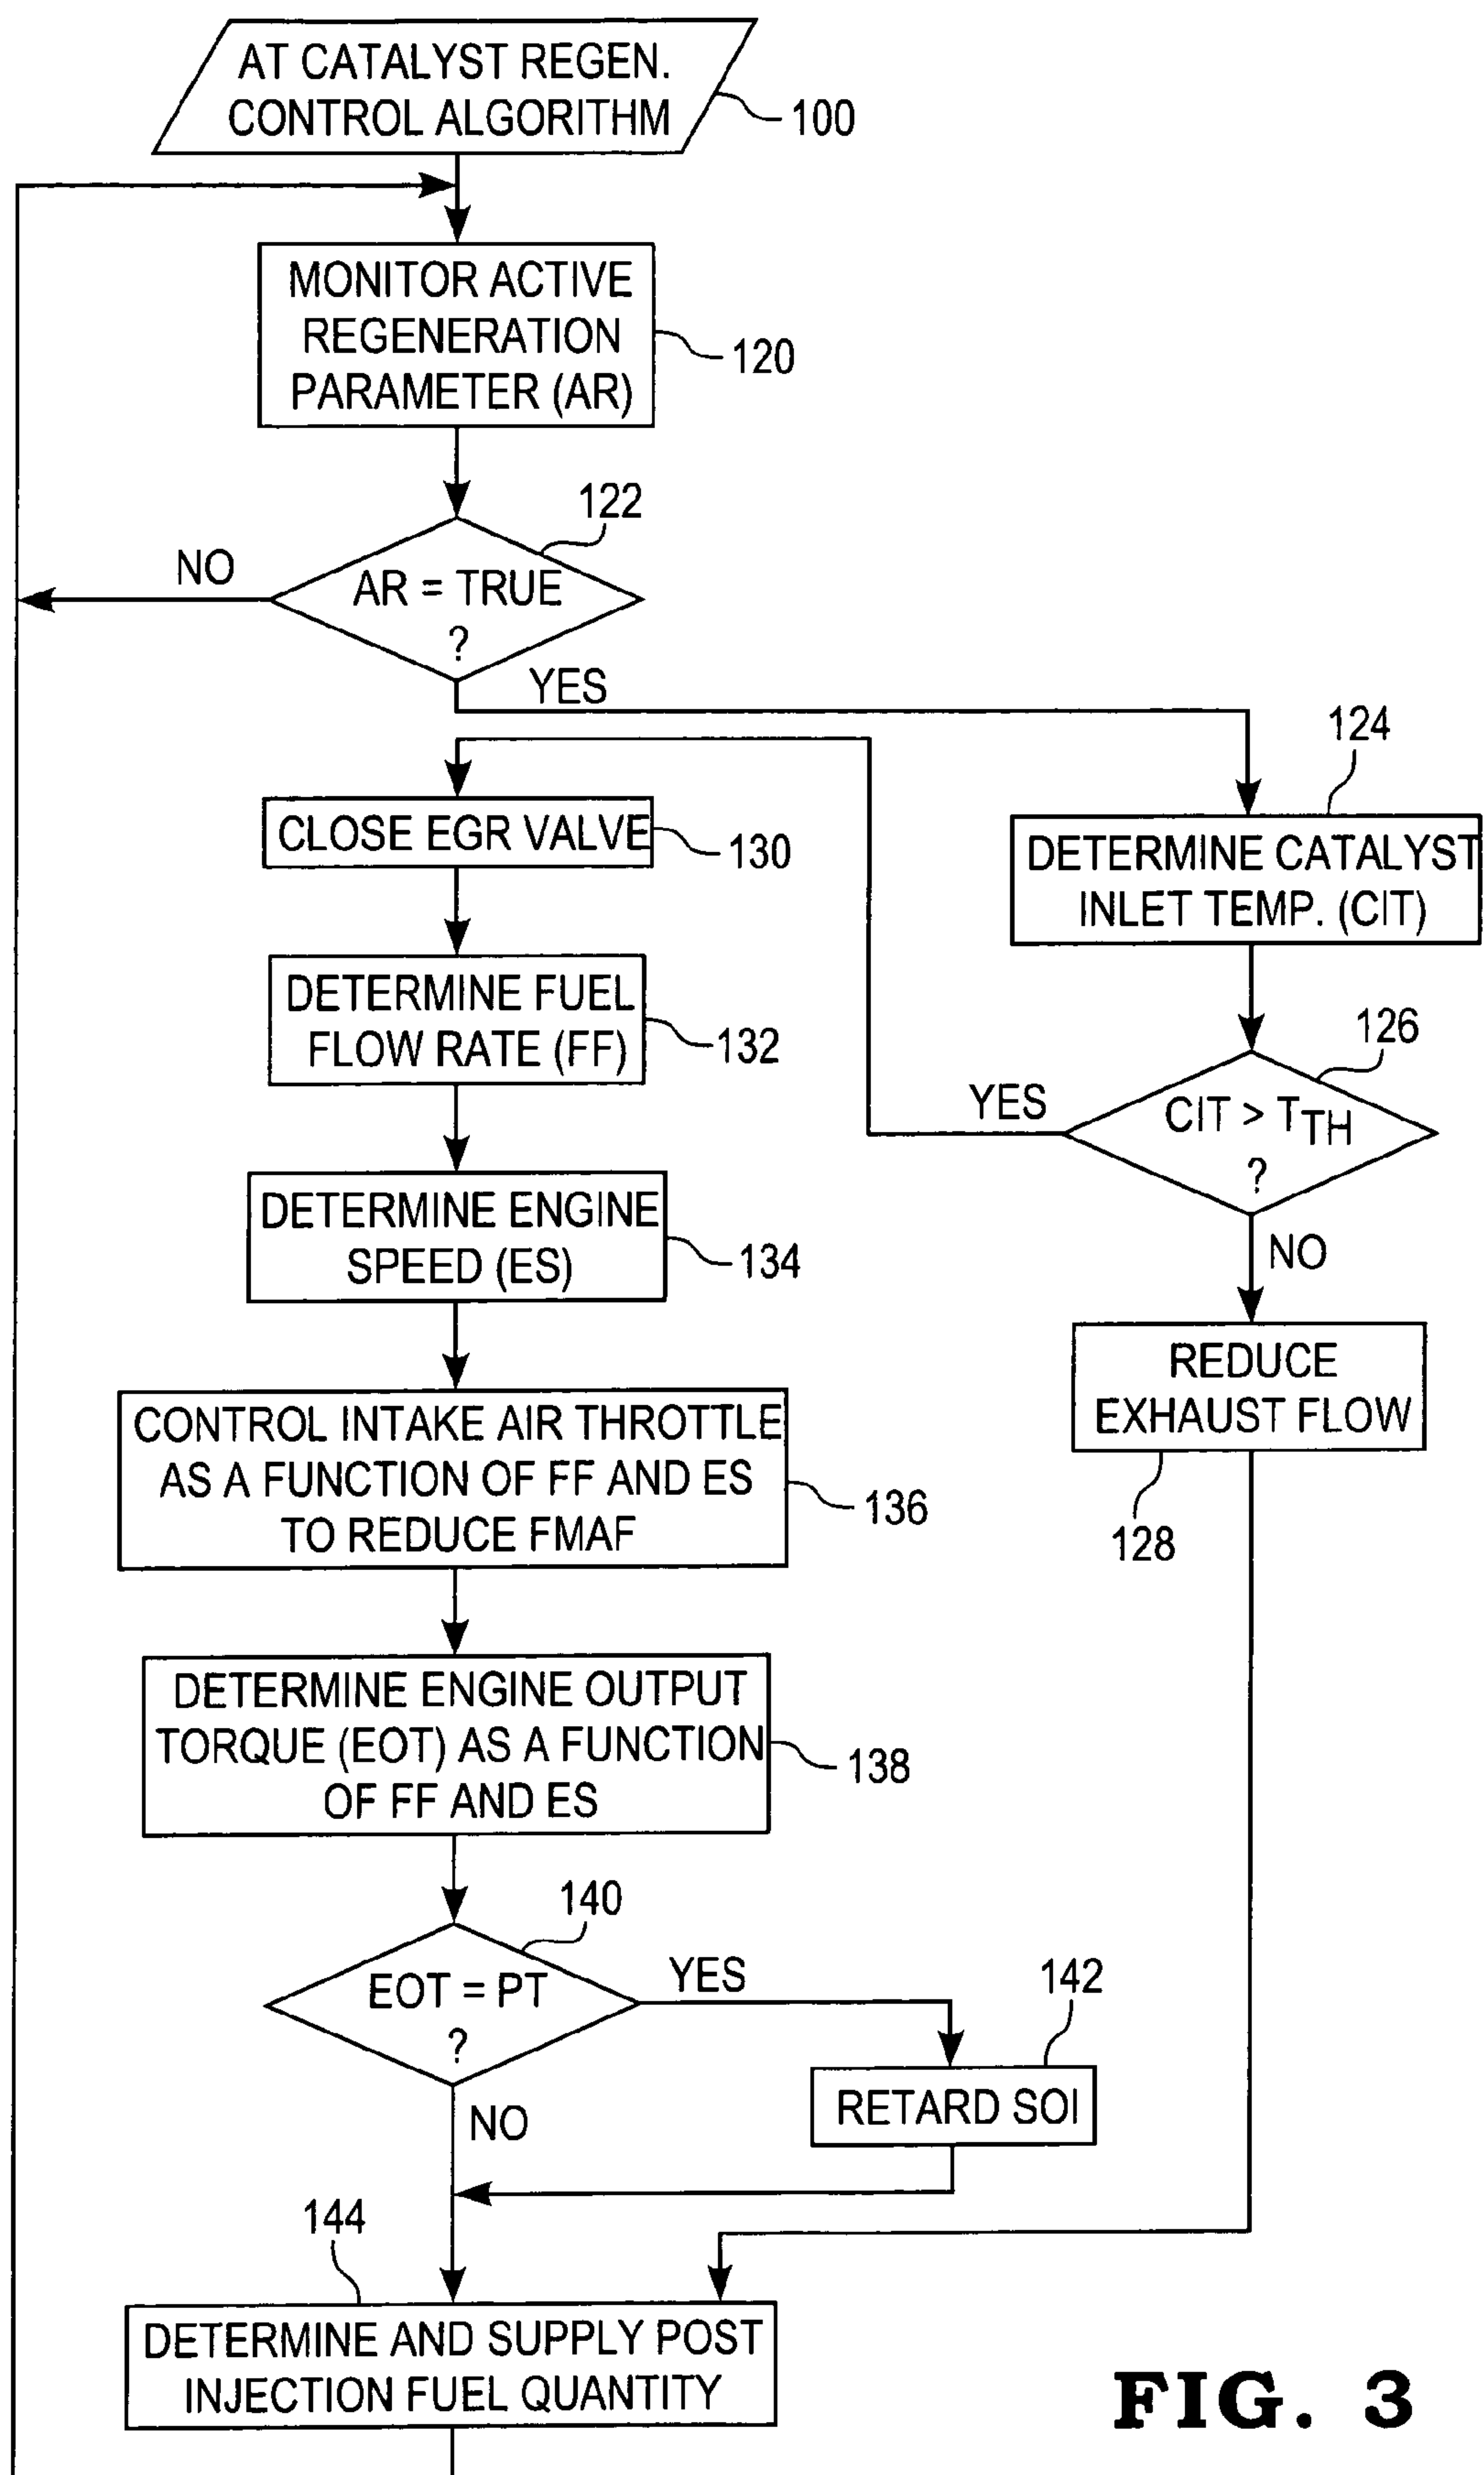 AT CATALYST REGEN.
CONTROL ALGORITHM
100
MONITOR ACTIVE
REGENERATION
PARAMETER (AR)
120
122
AR = TRUE
?
NO
YES
124
DETERMINE CATALYST
INLET TEMP. (CIT)
126
CIT > TTH
?
YES
NO
REDUCE
EXHAUST FLOW
128
CLOSE EGR VALVE
130
DETERMINE FUEL
FLOW RATE (FF)
132
DETERMINE ENGINE
SPEED (ES)
134
CONTROL INTAKE AIR THROTTLE
AS A FUNCTION OF FF AND ES
TO REDUCE FMAF
136
DETERMINE ENGINE OUTPUT
TORQUE (EOT) AS A FUNCTION
OF FF AND ES
138
140
EOT = PT
?
YES
142
RETARD SOI
NO
144
DETERMINE AND SUPPLY POST
INJECTION FUEL QUANTITY
FIG. 3